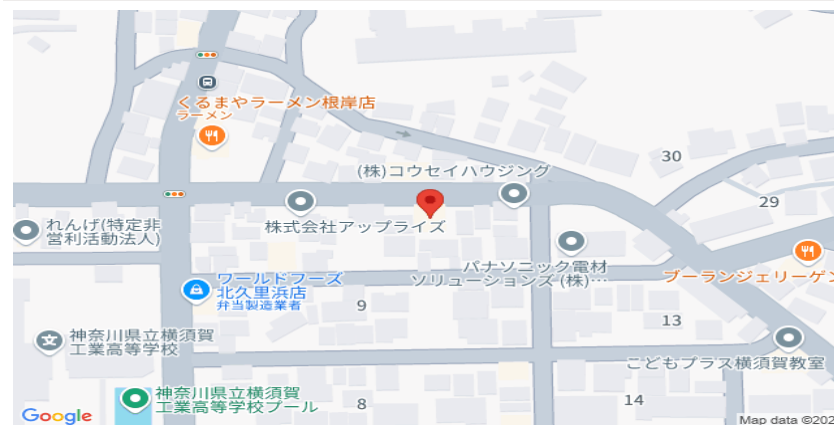 くるまやラーメン根岸店
ラーメン
(株)コウセイハウジング
30
29
れんげ(特定非
営利活動法人)
株式会社アップライズ
パナソニック電材
ソリューションズ (株)…
ブーランジェリーゲン
ワールドフーズ
北久里浜店
弁当製造業者
9
13
神奈川県立横須賀
工業高等学校
こどもプラス横須賀教室
神奈川県立横須賀
工業高等学校プール
8
14
Google
Map data ©202